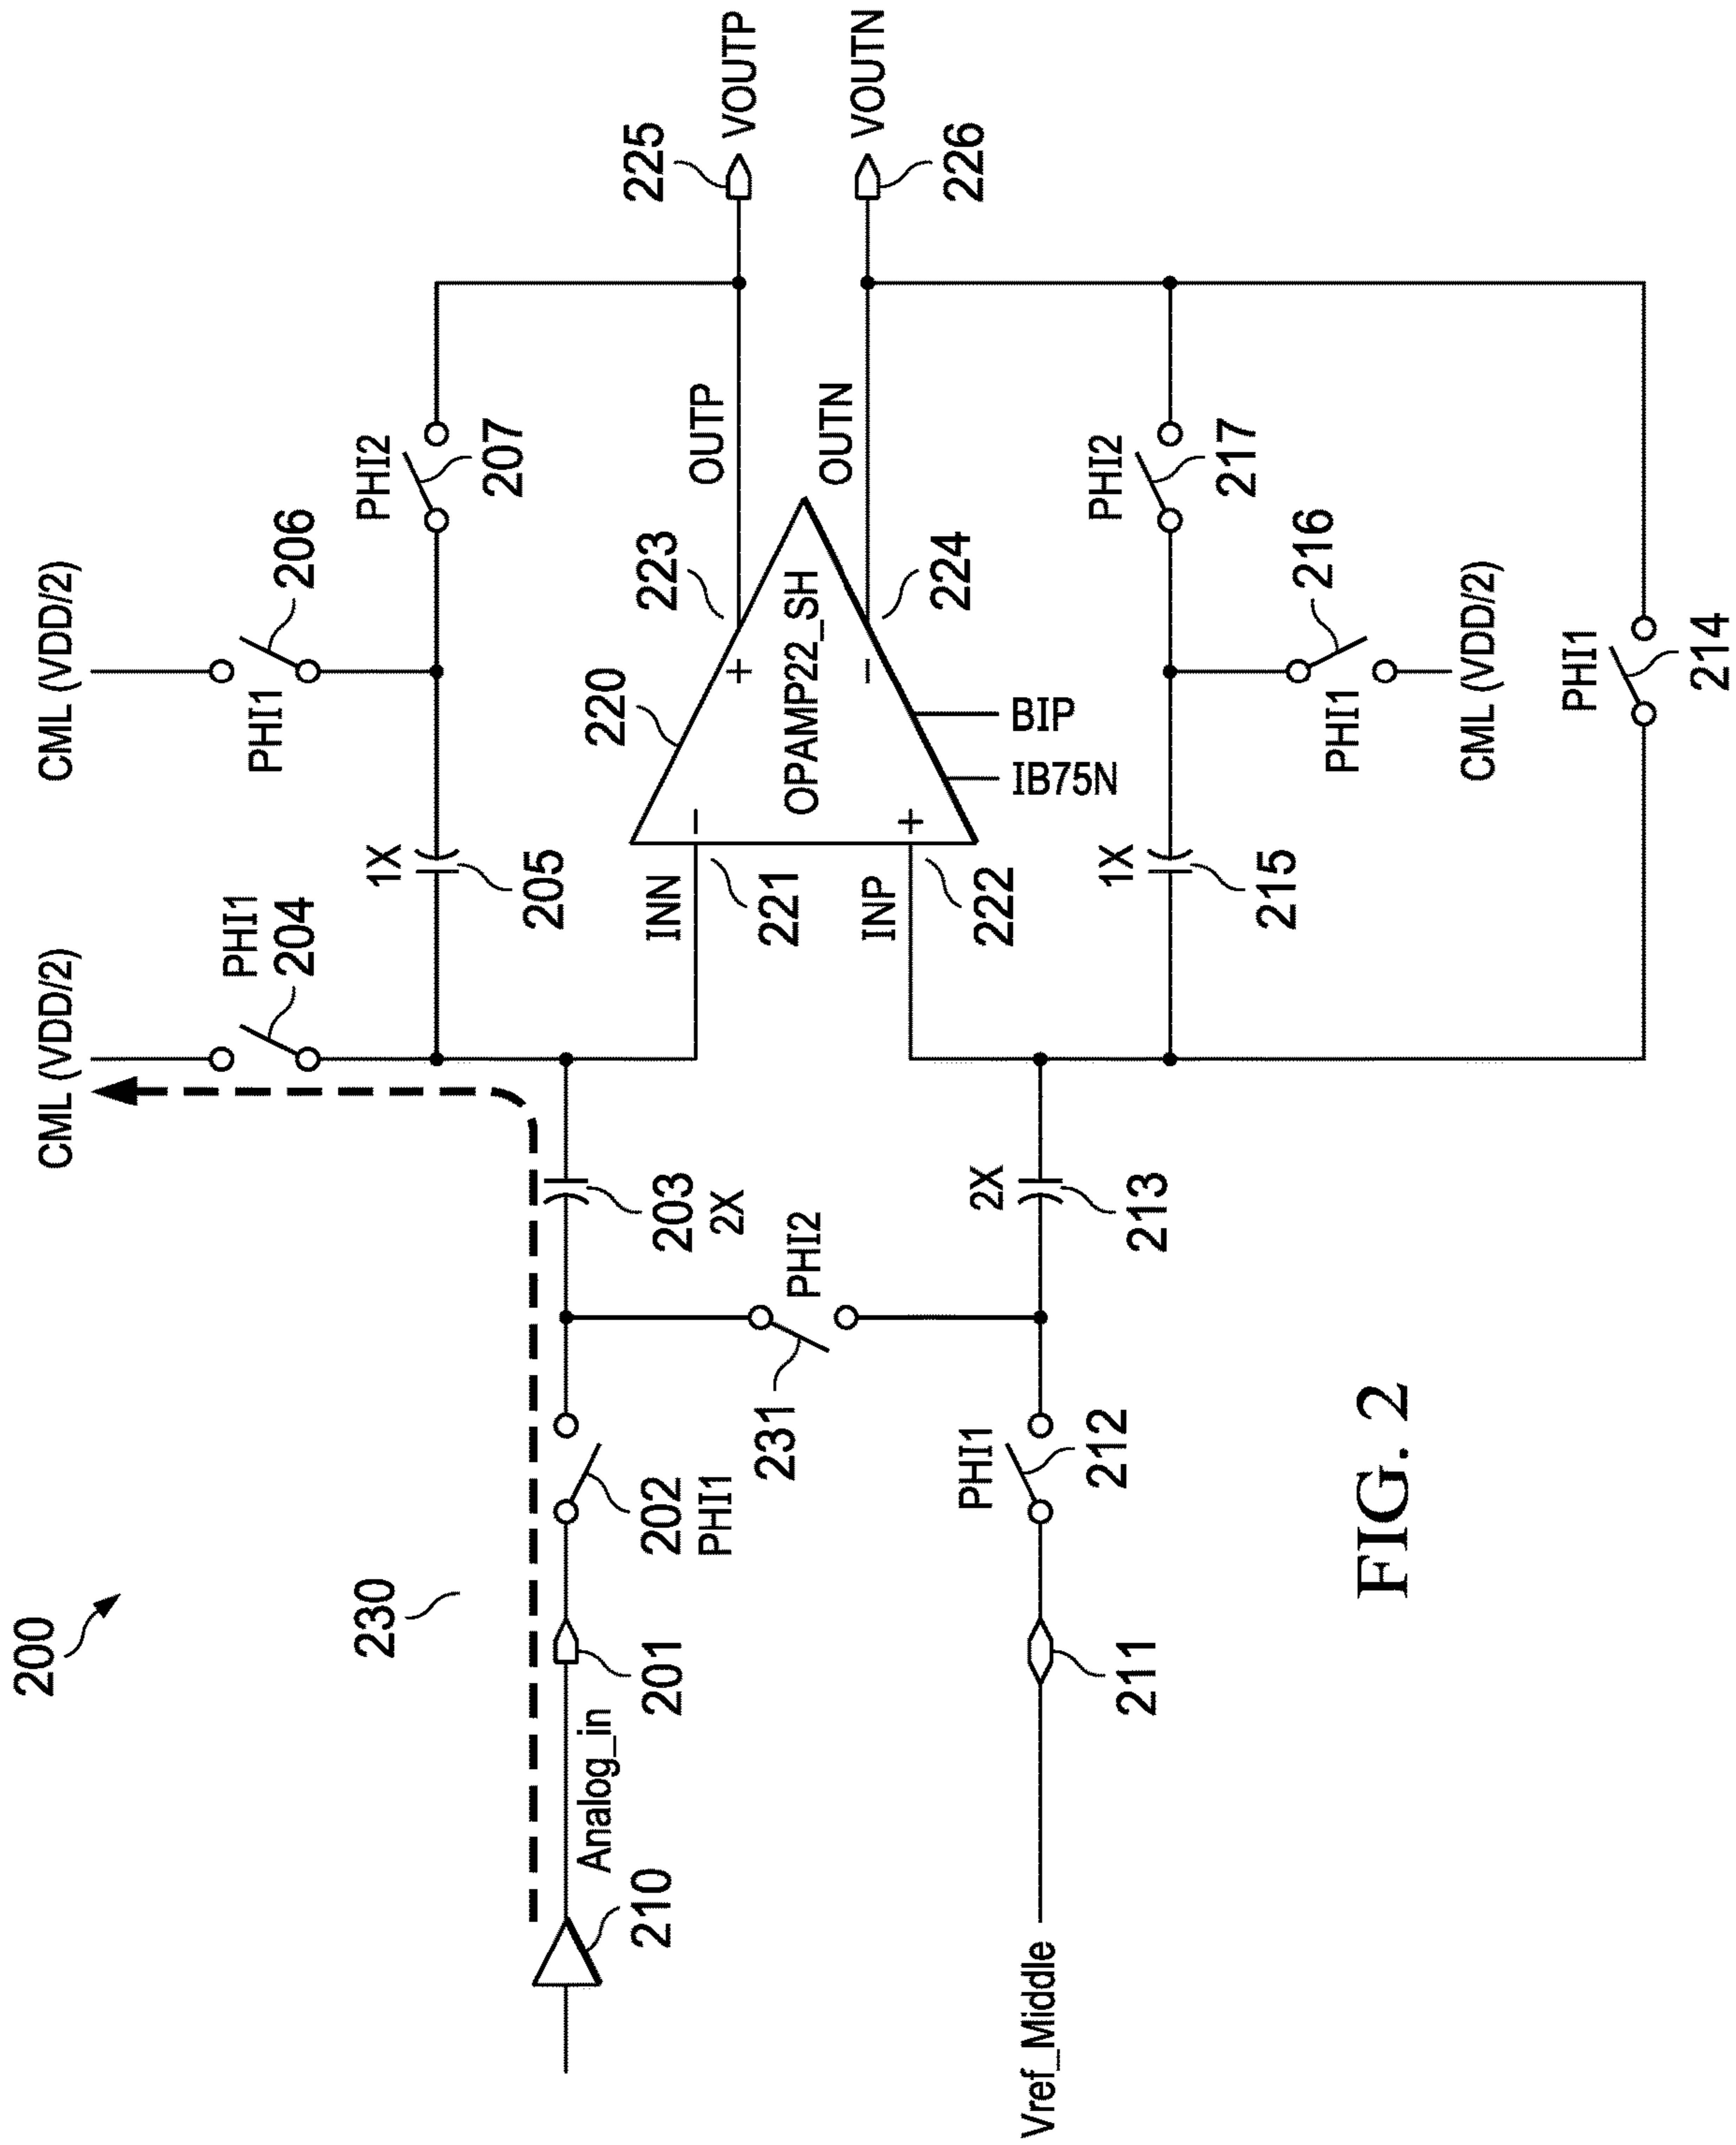 200
CML (VDD/2)
PHI1
204
CML (VDD/2)
206
PHI1
1X
205
PHI2
207
230
Analog_in
210
201
202
PHI1
203
2X
PHI2
231
INN
221
INP
222
220
OPAMP22_SH
−
+
+
−
223
224
OUTP
OUTN
225
VOUTP
VOUTN
226
IB75N
BIP
Vref_Middle
211
PHI1
212
2X
213
1X
215
PHI2
217
216
PHI1
CML (VDD/2)
PHI1
214
FIG. 2